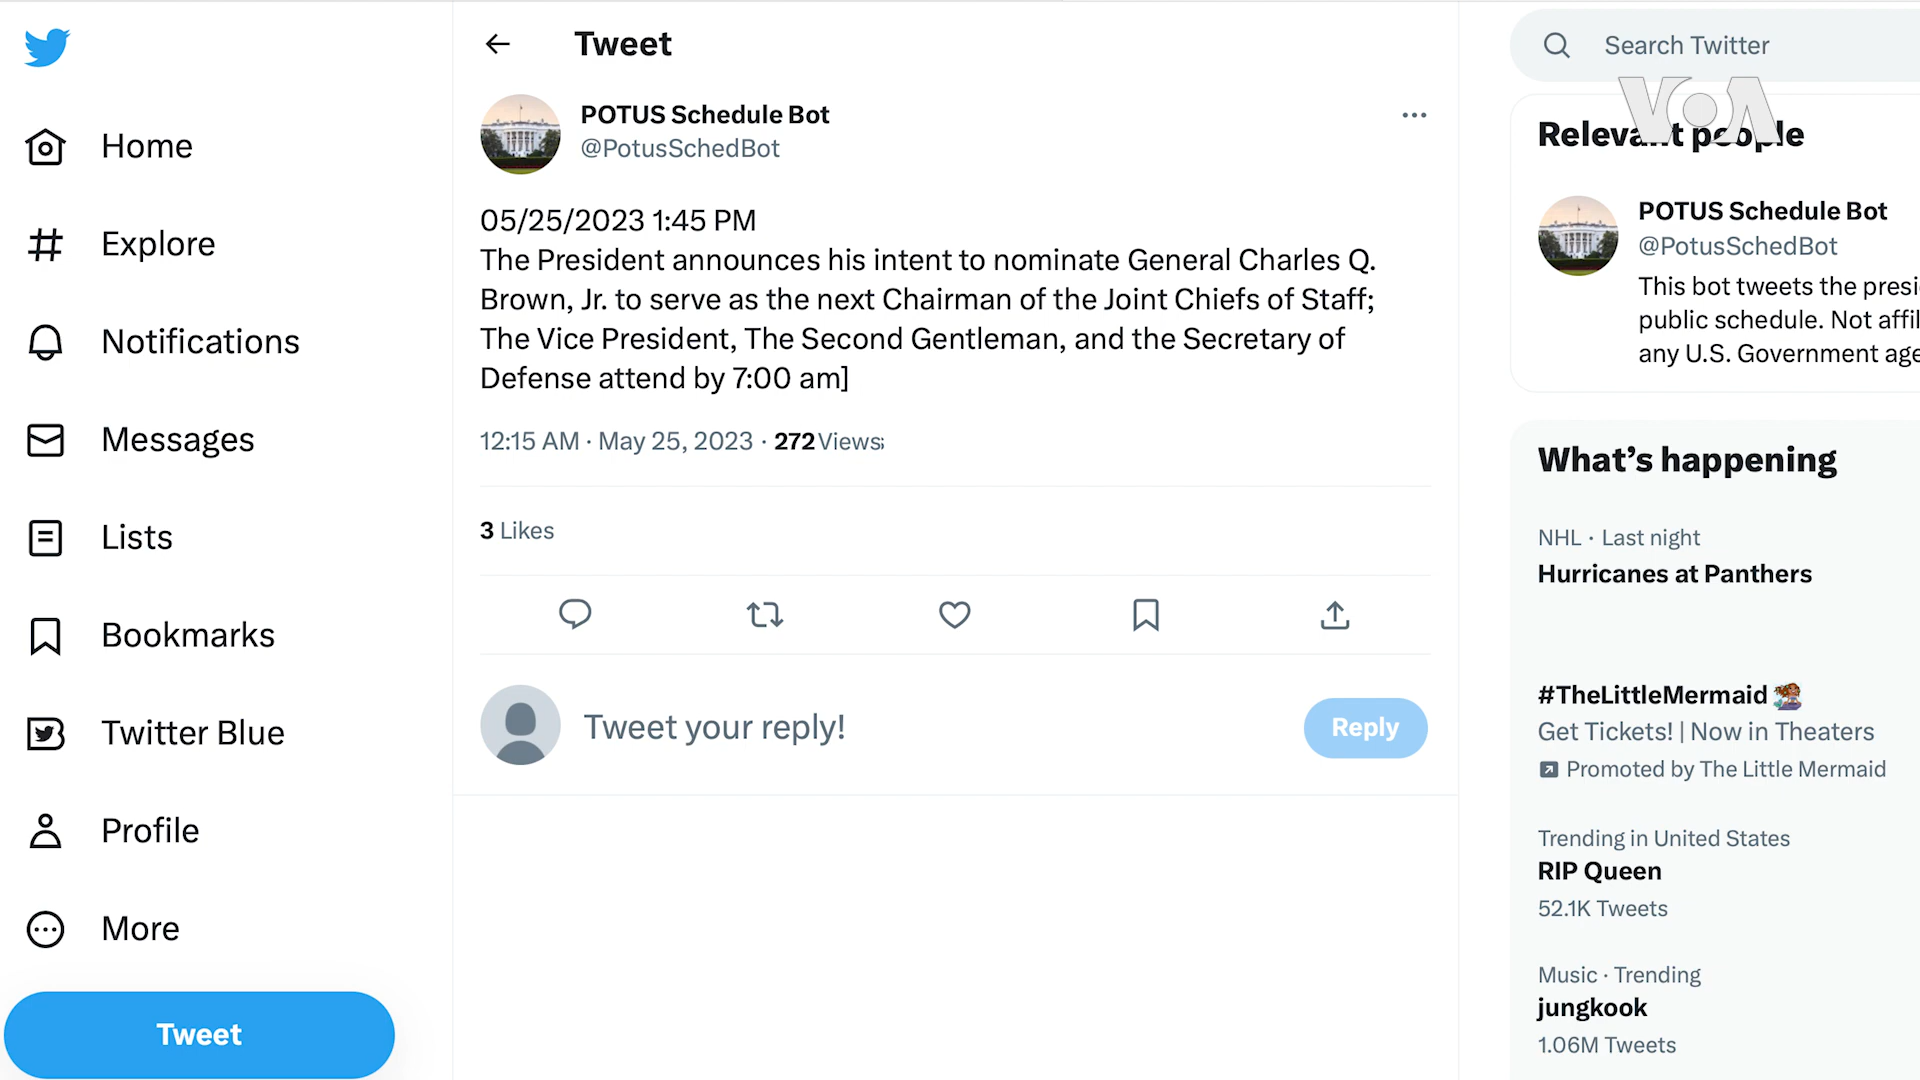 Home
Explore
Notifications
Messages
Lists
Bookmarks
Twitter Blue
Profile
More
Tweet
Tweet
POTUS Schedule Bot
@PotusSchedBot
05/25/2023 1:45 PM
The President announces his intent to nominate General Charles Q.
Brown, Jr. to serve as the next Chairman of the Joint Chiefs of Staff;
The Vice President, The Second Gentleman, and the Secretary of
Defense attend by 7:00 am]
12:15 AM · May 25, 2023 · 272 Views
3 Likes
Tweet your reply!
Reply
Search Twitter
VOA
Relevant people
POTUS Schedule Bot
@PotusSchedBot
This bot tweets the presi
public schedule. Not affil
any U.S. Government age
What's happening
NHL · Last night
Hurricanes at Panthers
#TheLittleMermaid
Get Tickets! | Now in Theaters
Promoted by The Little Mermaid
Trending in United States
RIP Queen
52.1K Tweets
Music · Trending
jungkook
1.06M Tweets